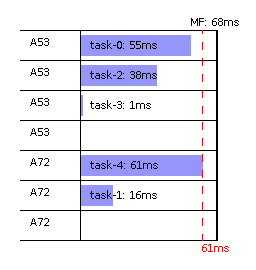 MF: 68ms
A53 task-0: 55ms
A53 task-2: 38ms
A53 task-3: 1ms
A53
A72 task-4: 61ms
A72 task-1: 16ms
A72
61ms